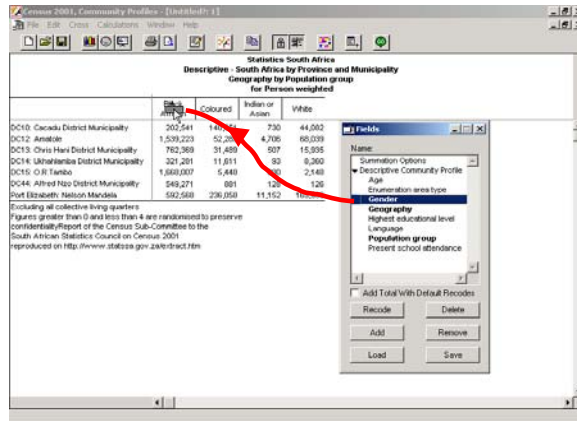 Census 2001, Community Profiles - [Untitled?: 1]
File Edit Cross Calculations Window Help
Statistics South Africa
Descriptive - South Africa by Province and Municipality
Geography by Population group
for Person weighted
Coloured Indian or Asian White
DC10: Cacadu District Municipality 202,541 730 44,082
DC12: Amatole 1,539,223 4,706 68,039
DC13: Chris Hani District Municipality 762,369 31,489 507 15,935
DC14: Ukhahlamba District Municipality 321,201 11,611 93 8,360
DC15: O.R.Tambo 1,668,007 5,440 2,148
DC44: Alfred Nzo District Municipality 549,271 881 126 126
Port Elizabeth: Nelson Mandela 592,568 236,058 11,152
Excluding all collective living quarters
Figures greater than 0 and less than 4 are randomised to preserve
confidentialityReport of the Census Sub-Committee to the
South African Statistics Council on Census 2001
reproduced on http://www.statssa.gov.za/extract.htm
Fields
Name:
Summation Options
Descriptive Community Profile
Age
Enumeration area type
Gender
Geography
Highest educational level
Language
Population group
Present school attendance
Add Total With Default Recodes
Recode Delete
Add Remove
Load Save